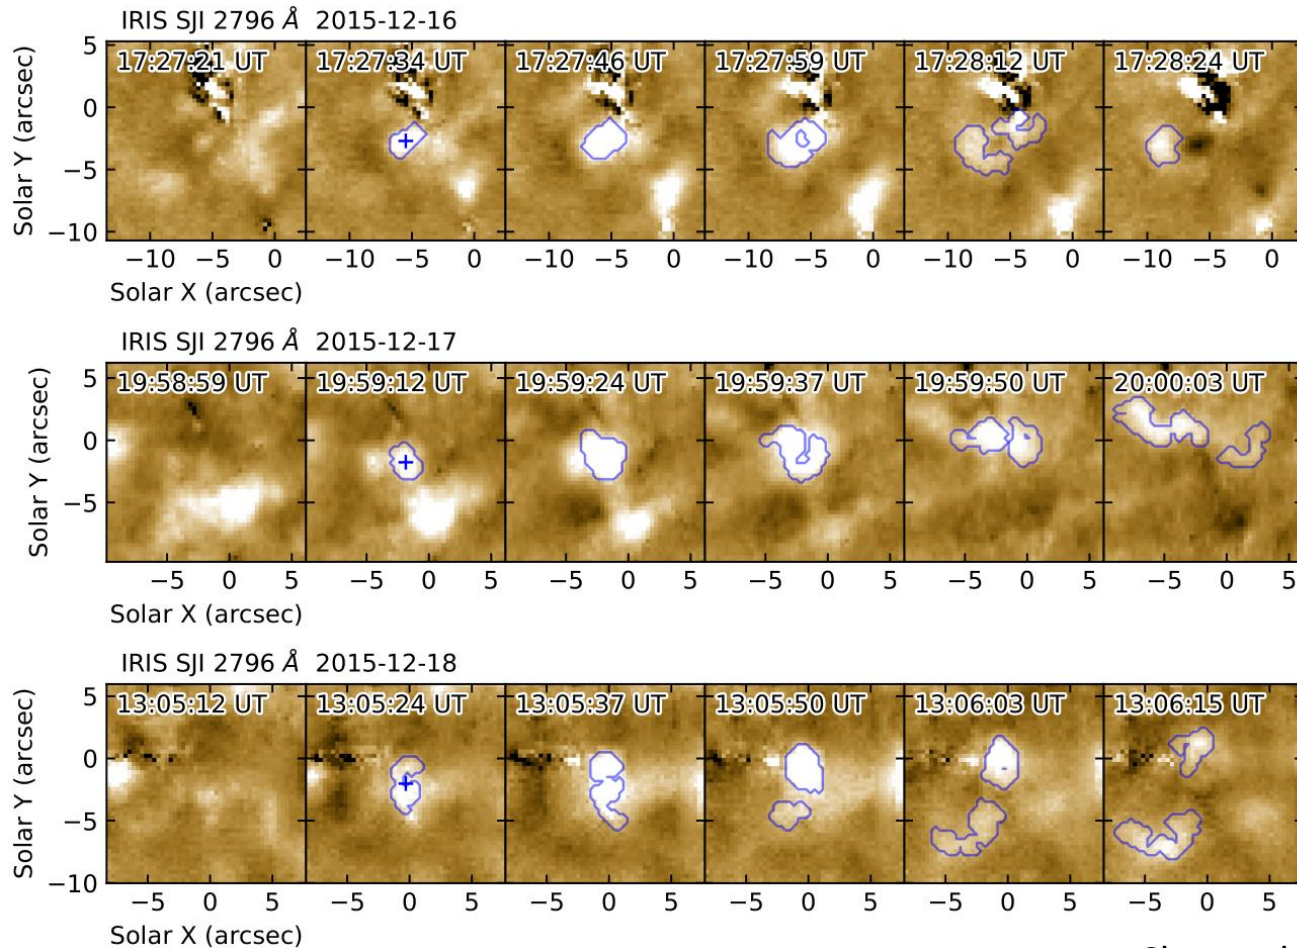 IRIS SJI 2796 Å 2015-12-16
17:27:21 UT 17:27:34 UT 17:27:46 UT 17:27:59 UT 17:28:12 UT 17:28:24 UT
Solar Y (arcsec)
5
0
−5
−10
−10 −5 0 −10 −5 0 −10 −5 0 −10 −5 0 −10 −5 0 −10 −5 0
Solar X (arcsec)
IRIS SJI 2796 Å 2015-12-17
19:58:59 UT 19:59:12 UT 19:59:24 UT 19:59:37 UT 19:59:50 UT 20:00:03 UT
Solar Y (arcsec)
5
0
−5
−5 0 5 −5 0 5 −5 0 5 −5 0 5 −5 0 5 −5 0 5
Solar X (arcsec)
IRIS SJI 2796 Å 2015-12-18
13:05:12 UT 13:05:24 UT 13:05:37 UT 13:05:50 UT 13:06:03 UT 13:06:15 UT
Solar Y (arcsec)
5
0
−5
−10
−5 0 5 −5 0 5 −5 0 5 −5 0 5 −5 0 5 −5 0 5
Solar X (arcsec)